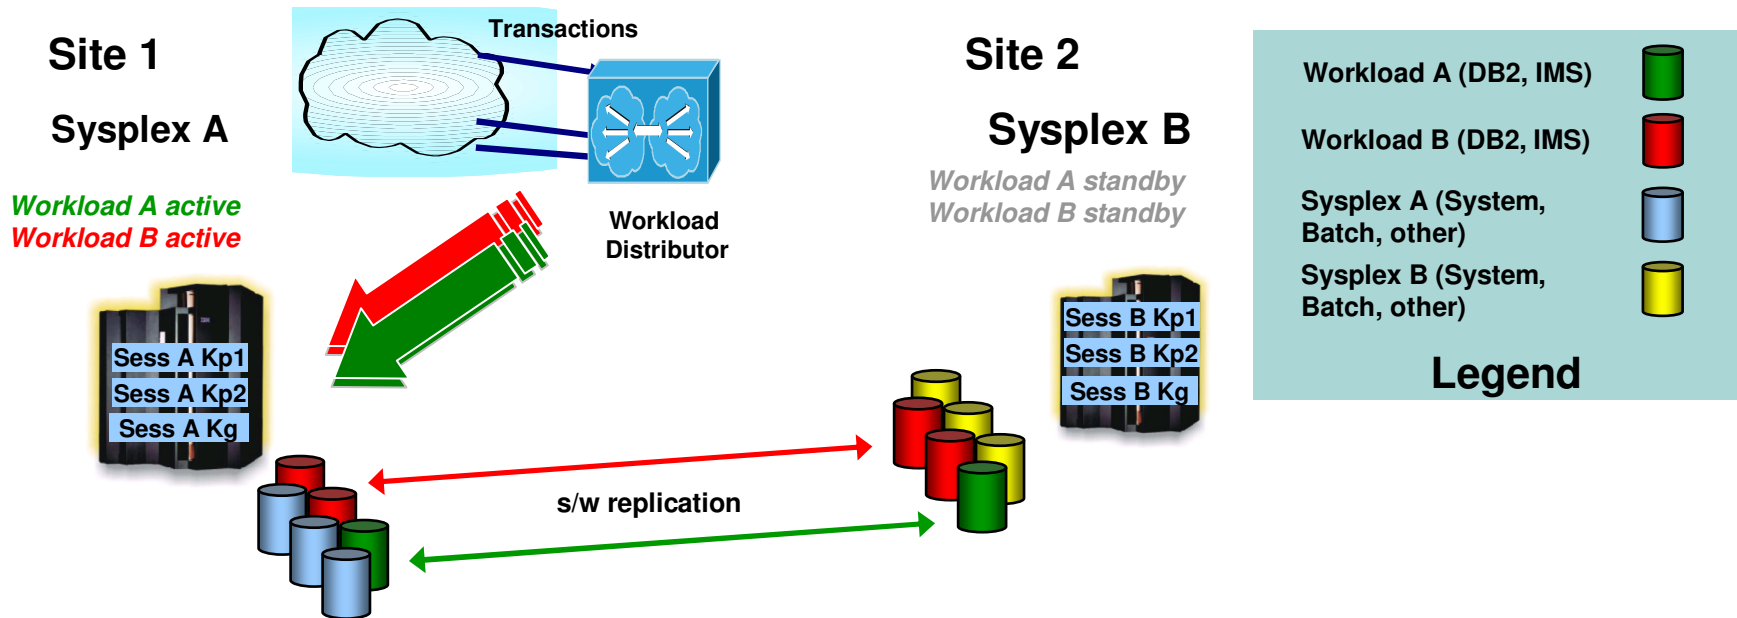 Site 1
Sysplex A
Workload A active
Workload B active
Transactions
Workload
Distributor
Site 2
Sysplex B
Workload A standby
Workload B standby
Sess A Kp1
Sess A Kp2
Sess A Kg
Sess B Kp1
Sess B Kp2
Sess B Kg
s/w replication
Workload A (DB2, IMS)
Workload B (DB2, IMS)
Sysplex A (System,
Batch, other)
Sysplex B (System,
Batch, other)
Legend